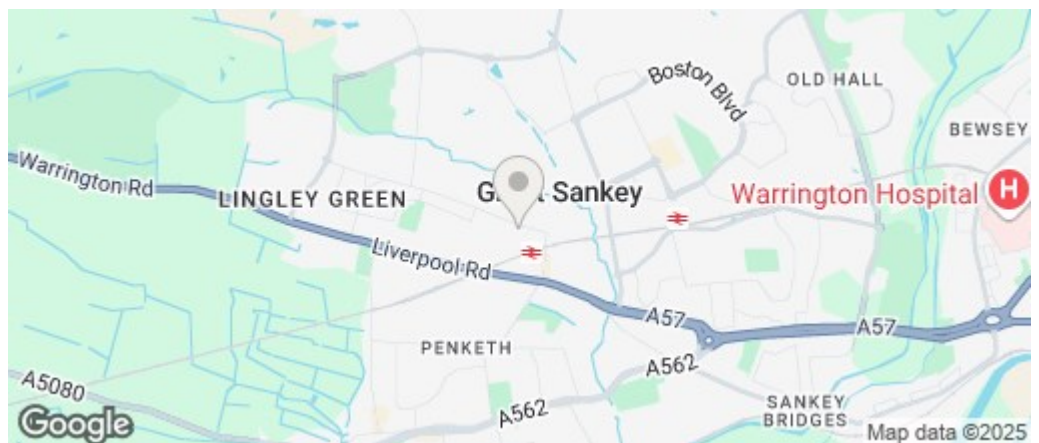 Boston Blvd
OLD HALL
BEWSEY
Warrington Rd
LINGLEY GREEN
Sankey
Warrington Hospital
H
Liverpool Rd
A57
A57
PENKETH
A562
A5080
A562
SANKEY
BRIDGES
Google
Map data ©2025